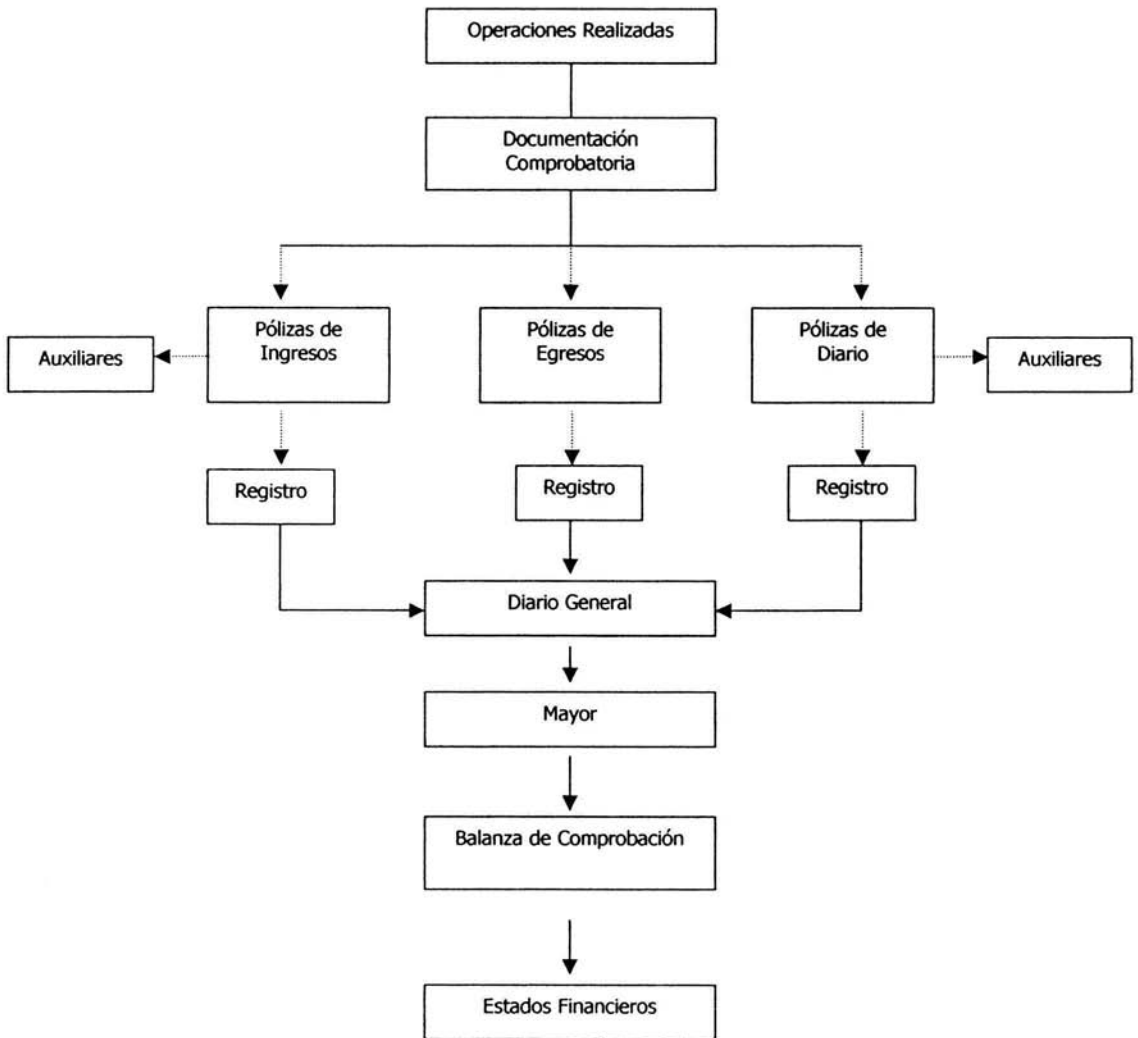 Operaciones Realizadas
Documentación
Comprobatoria
Pólizas de
Ingresos
Pólizas de
Egresos
Pólizas de
Diario
Auxiliares
Auxiliares
Registro
Registro
Registro
Diario General
Mayor
Balanza de Comprobación
Estados Financieros